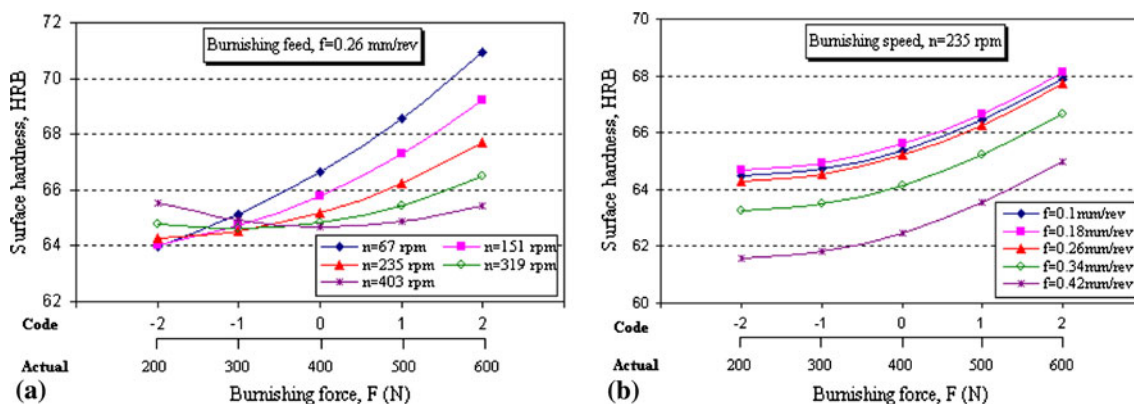 72
70
68
66
64
62
Surface hardness, HRB
Burnishing feed, f=0.26 mm/rev
n=67 rpm
n=151 rpm
n=235 rpm
n=319 rpm
n=403 rpm
Code
-2
-1
0
1
2
Actual
200
300
400
500
600
(a)
Burnishing force, F (N)
70
68
66
64
62
60
Surface hardness, HRB
Burnishing speed, n=235 rpm
f=0.1mm/rev
f=0.18mm/rev
f=0.26mm/rev
f=0.34mm/rev
f=0.42mm/rev
Code
-2
-1
0
1
2
Actual
200
300
400
500
600
(b)
Burnishing force, F (N)